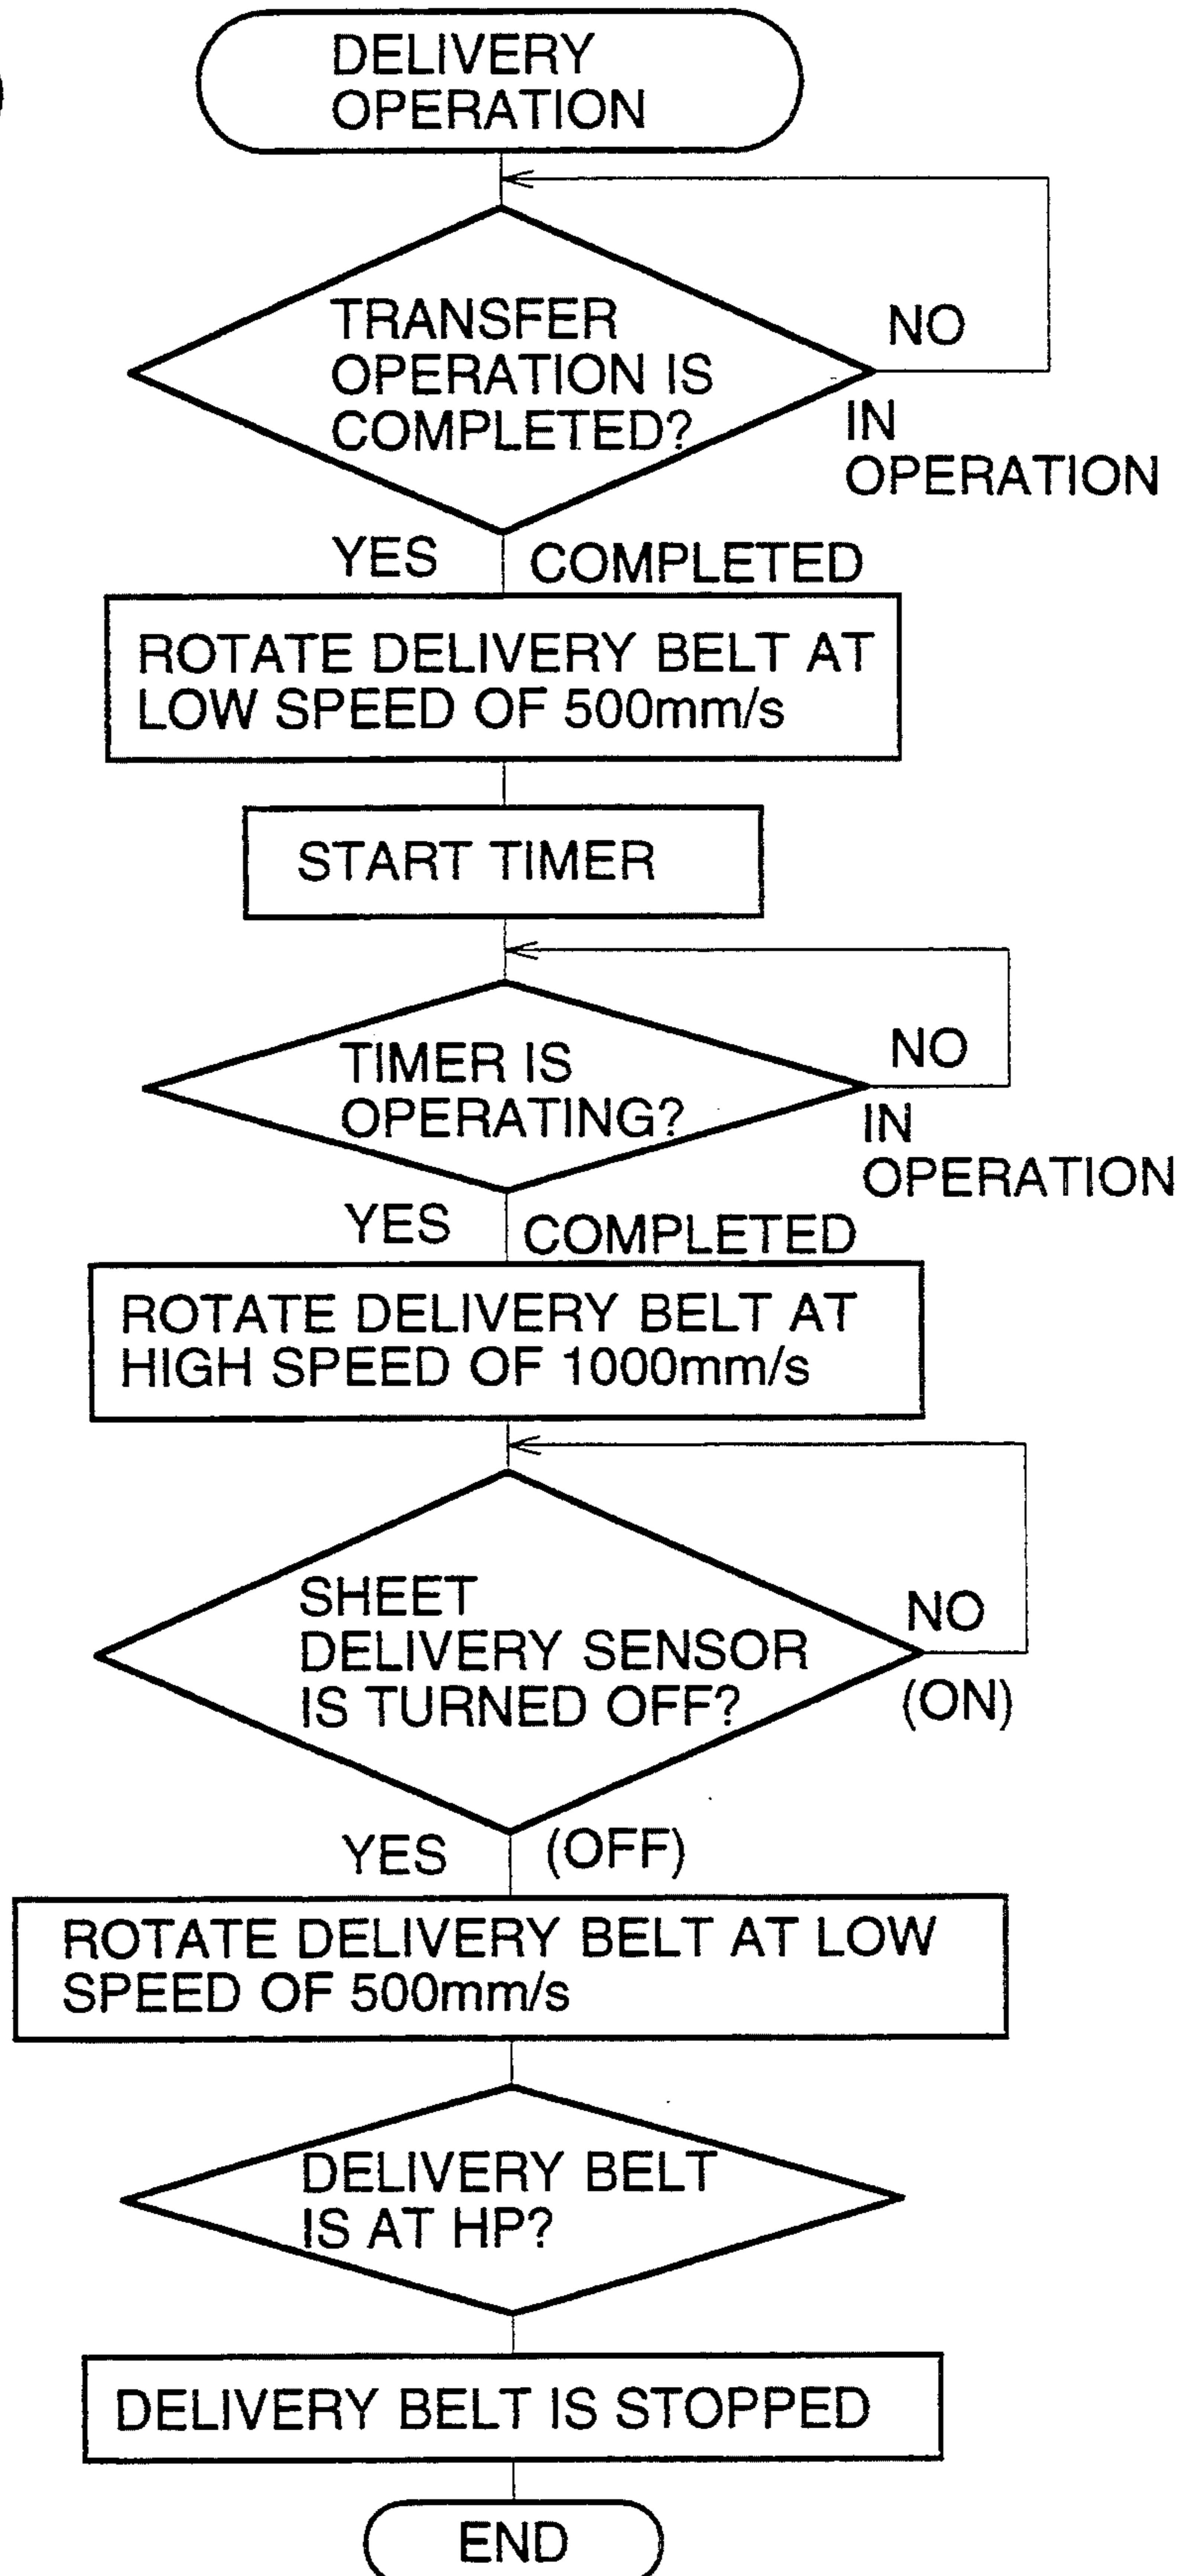 DELIVERY
OPERATION
TRANSFER
OPERATION IS
COMPLETED?
NO
IN
OPERATION
YES
COMPLETED
ROTATE DELIVERY BELT AT
LOW SPEED OF 500mm/s
START TIMER
TIMER IS
OPERATING?
NO
IN
OPERATION
YES
COMPLETED
ROTATE DELIVERY BELT AT
HIGH SPEED OF 1000mm/s
SHEET
DELIVERY SENSOR
IS TURNED OFF?
NO
(ON)
YES
(OFF)
ROTATE DELIVERY BELT AT LOW
SPEED OF 500mm/s
DELIVERY BELT
IS AT HP?
DELIVERY BELT IS STOPPED
END